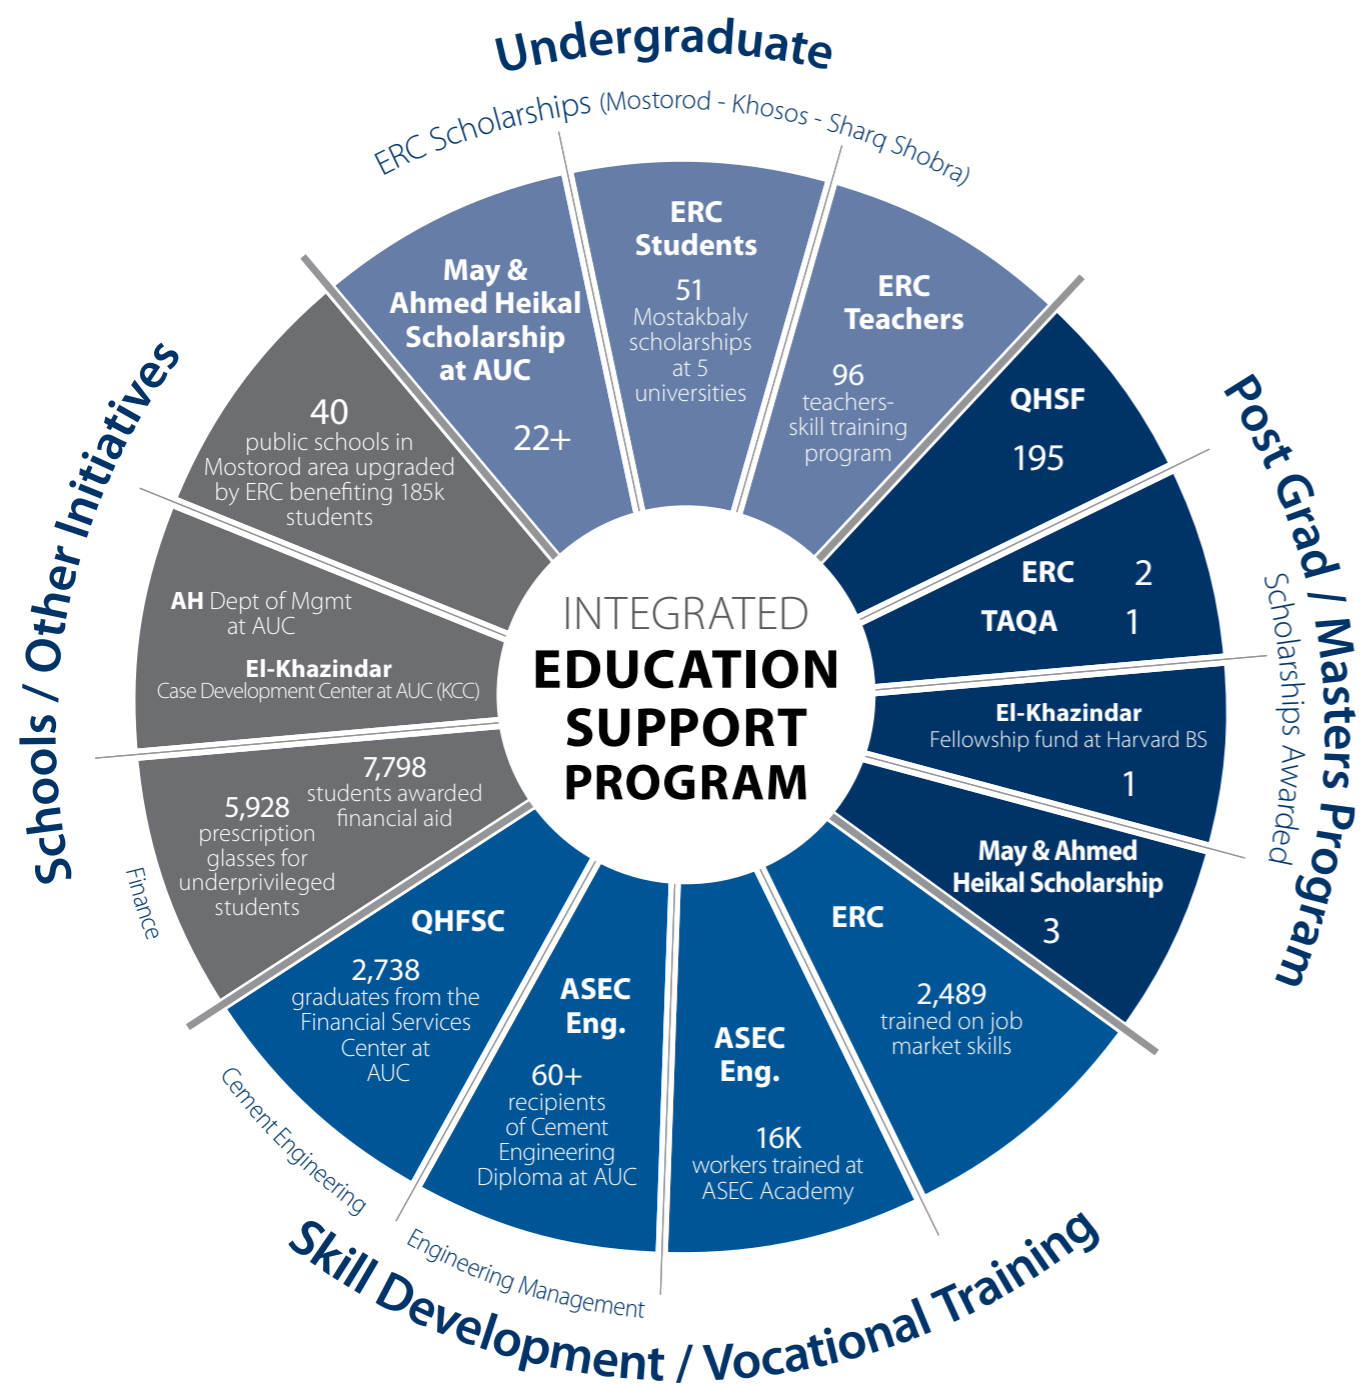 Undergraduate
ERC Scholarships (Mostorod - Khosos - Sharq Shobra)
May &
Ahmed Heikal
Scholarship
at AUC
22+
ERC
Students
51
Mostakbaly
scholarships
at 5
universities
ERC
Teachers
96
teachers-
skill training
program
Post Grad / Masters Program
Scholarships Awarded
QHSF
195
ERC 2
TAQA 1
El-Khazindar
Fellowship fund at Harvard BS
1
May & Ahmed
Heikal Scholarship
3
Skill Development / Vocational Training
ERC
2,489
trained on job
market skills
ASEC
Eng.
16K
workers trained at
ASEC Academy
Engineering Management
ASEC
Eng.
60+
recipients
of Cement
Engineering
Diploma at AUC
Cement Engineering
QHFSC
2,738
graduates from the
Financial Services
Center at
AUC
Schools / Other Initiatives
Finance
7,798
students awarded
financial aid
5,928
prescription
glasses for
underprivileged
students
AH Dept of Mgmt
at AUC
El-Khazindar
Case Development Center at AUC (KCC)
40
public schools in
Mostorod area upgraded
by ERC benefiting 185k
students
INTEGRATED
EDUCATION
SUPPORT
PROGRAM